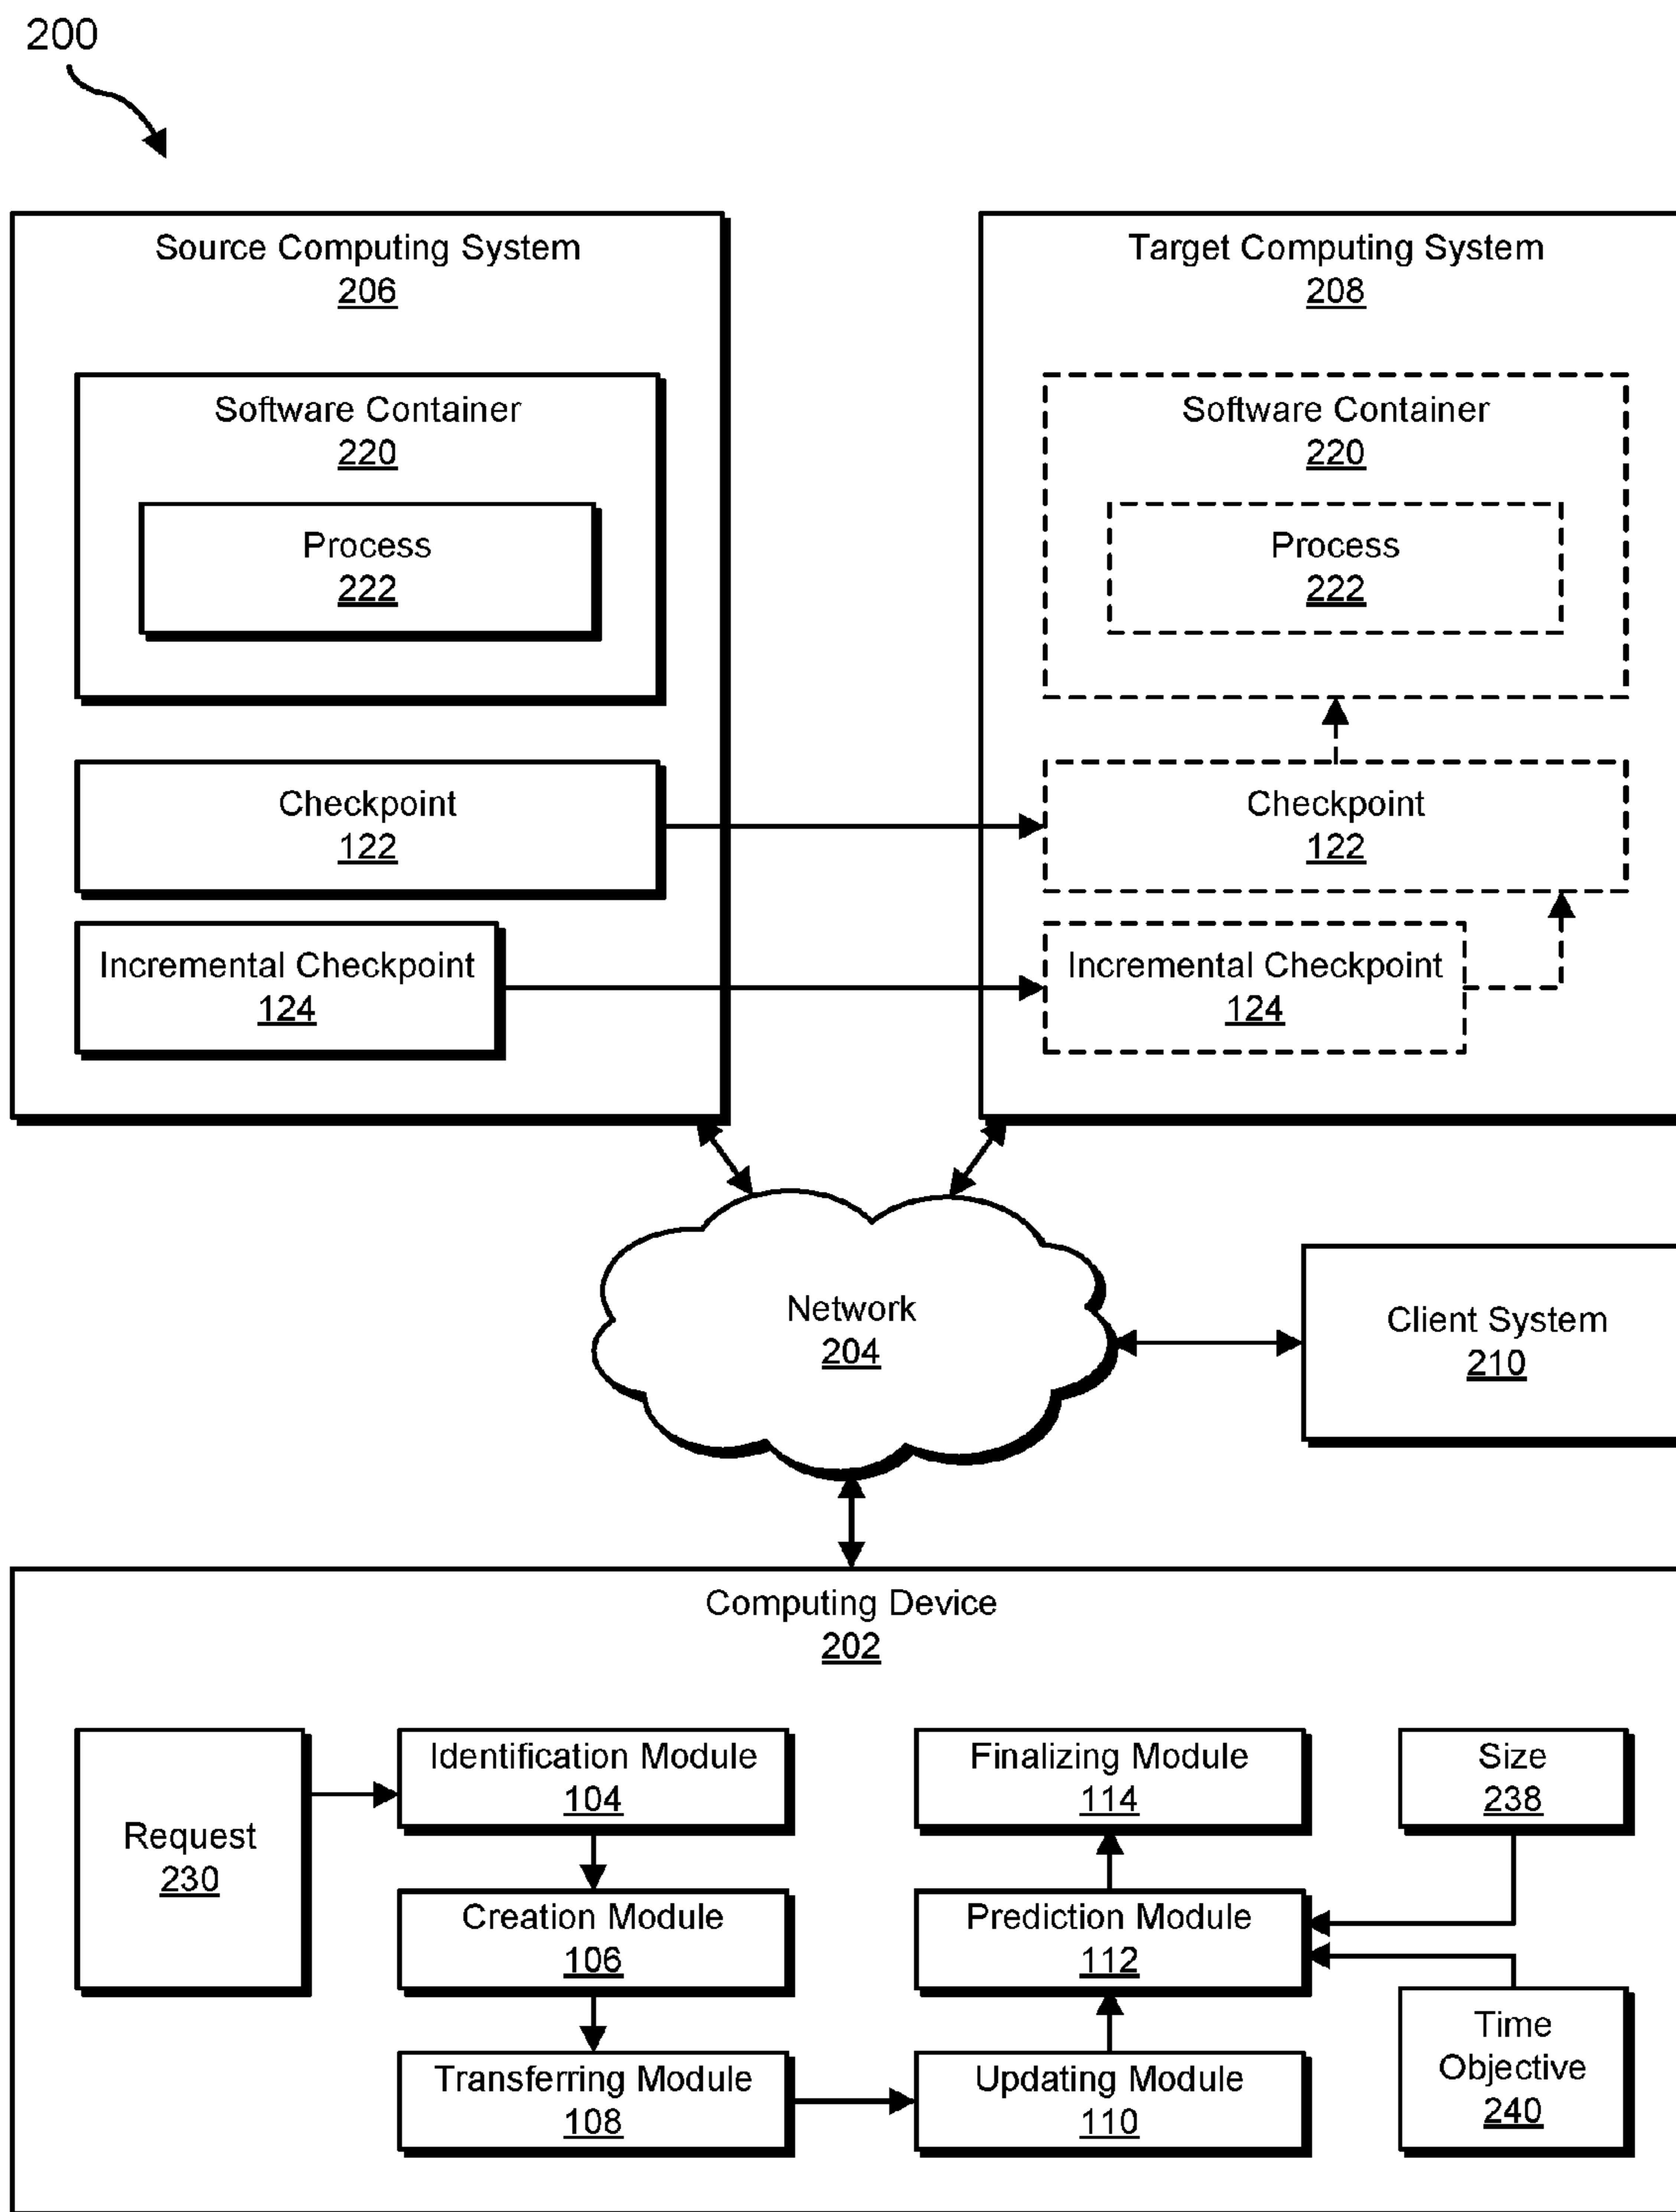 200
Source Computing System
206
Software Container
220
Process
222
Checkpoint
122
Incremental Checkpoint
124
Target Computing System
208
Software Container
220
Process
222
Checkpoint
122
Incremental Checkpoint
124
Network
204
Client System
210
Computing Device
202
Request
230
Identification Module
104
Creation Module
106
Transferring Module
108
Finalizing Module
114
Prediction Module
112
Updating Module
110
Size
238
Time
Objective
240